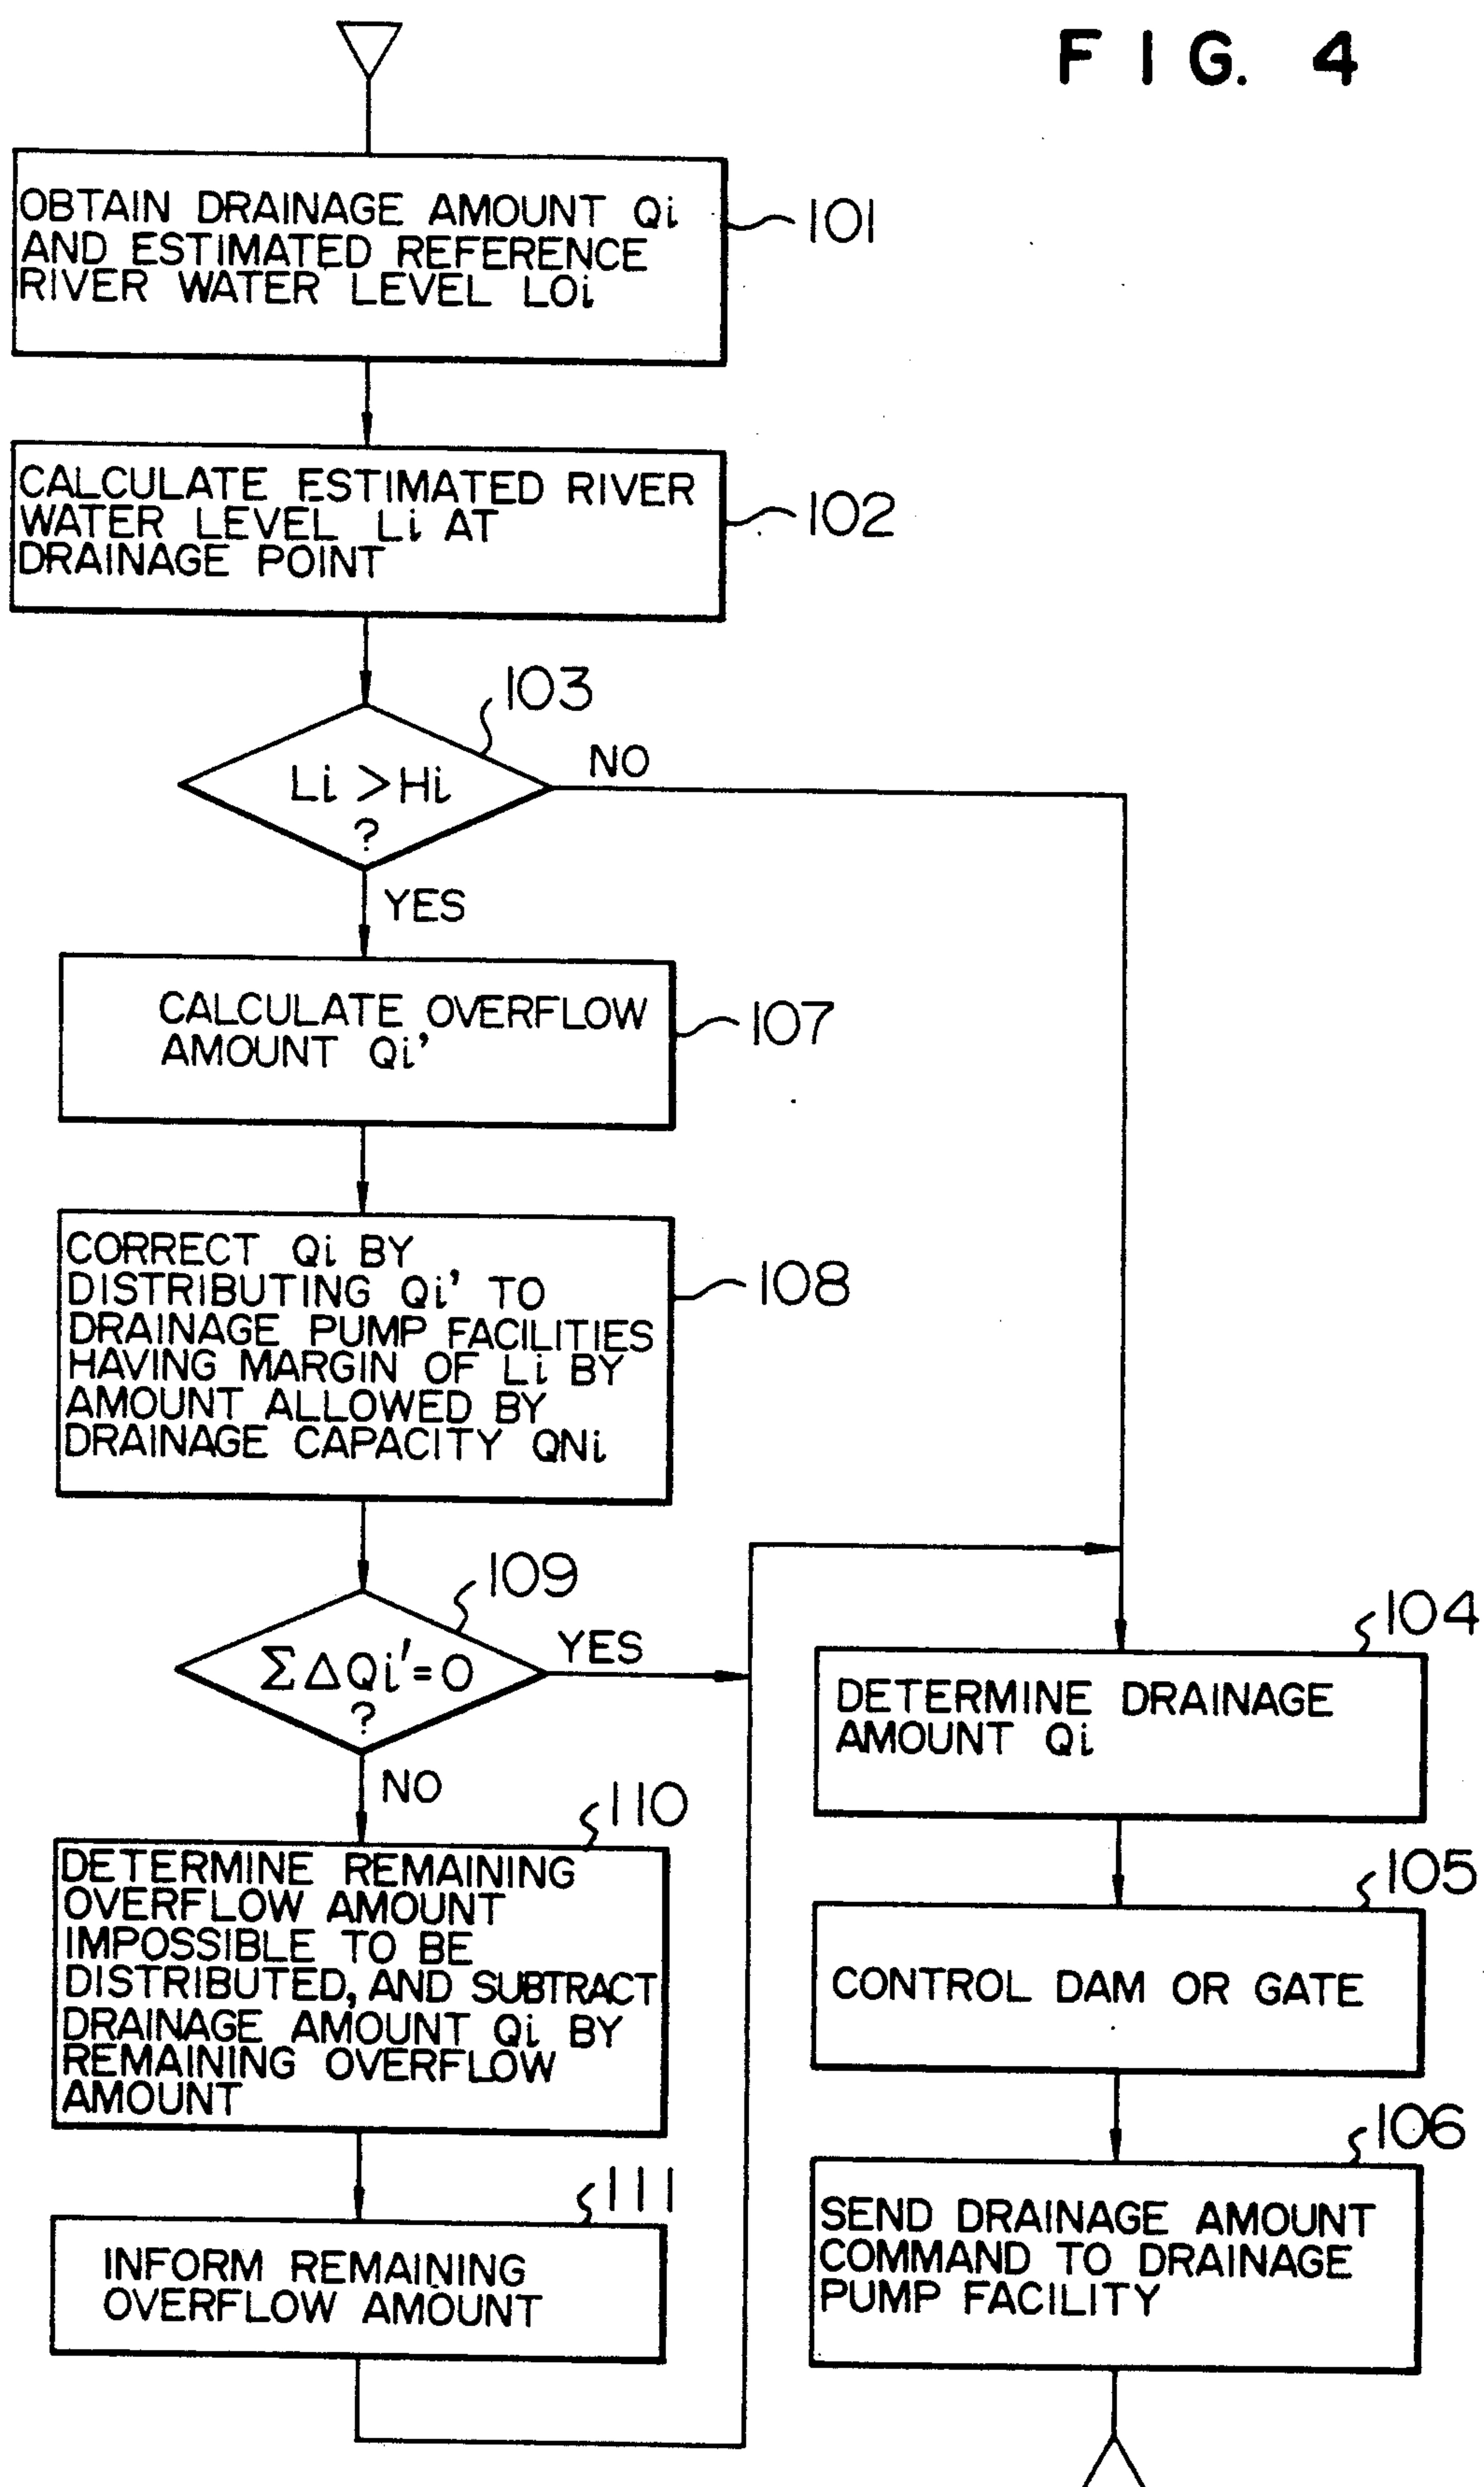 FIG. 4
OBTAIN DRAINAGE AMOUNT Qi
AND ESTIMATED REFERENCE
RIVER WATER LEVEL LOi
101
CALCULATE ESTIMATED RIVER
WATER LEVEL Li AT
DRAINAGE POINT
102
103
Li > Hi
?
NO
YES
CALCULATE OVERFLOW
AMOUNT Qi'
107
CORRECT Qi BY
DISTRIBUTING Qi' TO
DRAINAGE PUMP FACILITIES
HAVING MARGIN OF Li BY
AMOUNT ALLOWED BY
DRAINAGE CAPACITY QNi
108
109
ΣΔQi'=0
?
YES
NO
110
DETERMINE REMAINING
OVERFLOW AMOUNT
IMPOSSIBLE TO BE
DISTRIBUTED, AND SUBTRACT
DRAINAGE AMOUNT Qi BY
REMAINING OVERFLOW
AMOUNT
111
INFORM REMAINING
OVERFLOW AMOUNT
104
DETERMINE DRAINAGE
AMOUNT Qi
105
CONTROL DAM OR GATE
106
SEND DRAINAGE AMOUNT
COMMAND TO DRAINAGE
PUMP FACILITY